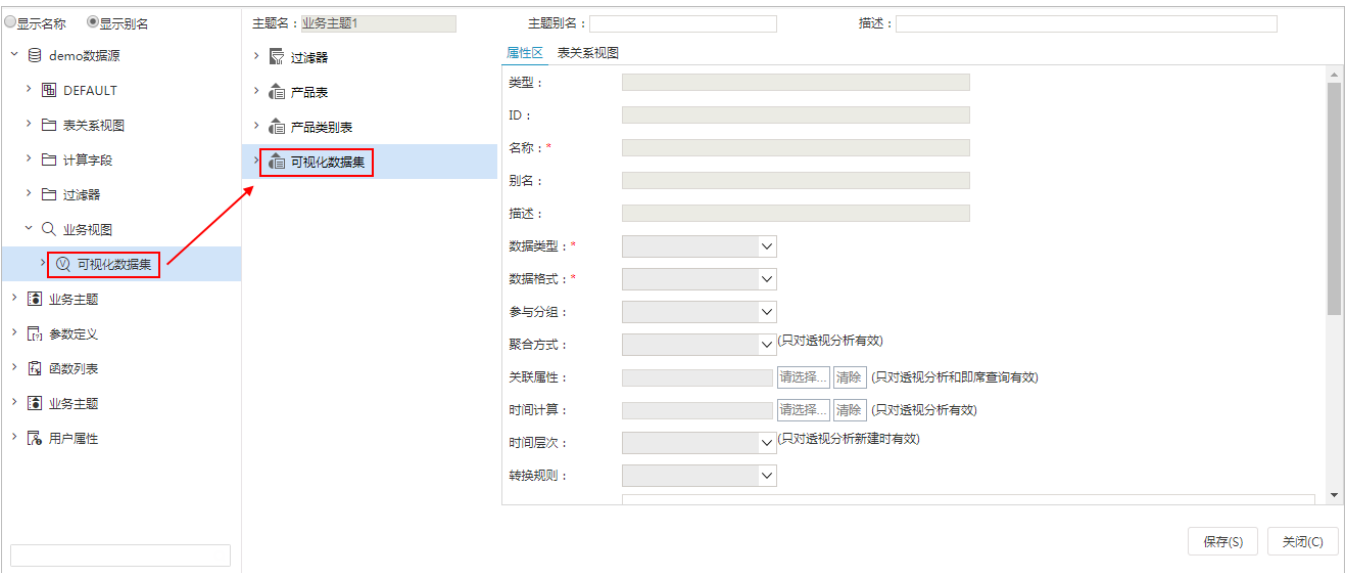 显示名称 显示别名
demo数据源
DEFAULT
表关系视图
计算字段
过滤器
业务视图
可视化数据集
业务主题
参数定义
函数列表
业务主题
用户属性
主题名：业务主题1 主题别名： 描述：
过滤器
产品表
产品类别表
可视化数据集
属性区 表关系视图
类型：
ID：
名称：*
别名：
描述：
数据类型：*
数据格式：*
参与分组：
聚合方式： (只对透视分析有效)
关联属性： 请选择... 清除 (只对透视分析和即席查询有效)
时间计算： 请选择... 清除 (只对透视分析有效)
时间层次： (只对透视分析新建时有效)
转换规则：
保存(S) 关闭(C)